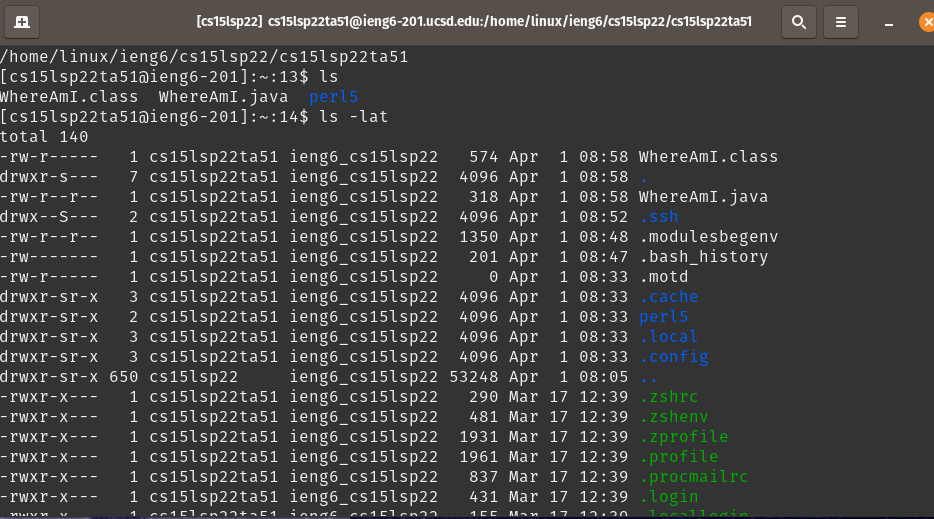 [cs15lsp22] cs15lsp22ta51@ieng6-201.ucsd.edu:/home/linux/ieng6/cs15lsp22/cs15lsp22ta51
/home/linux/ieng6/cs15lsp22/cs15lsp22ta51
[cs15lsp22ta51@ieng6-201]:~:13$ ls
WhereAmI.class  WhereAmI.java  perl5
[cs15lsp22ta51@ieng6-201]:~:14$ ls -lat
total 140
-rw-r-----   1 cs15lsp22ta51 ieng6_cs15lsp22   574 Apr  1 08:58 WhereAmI.class
drwxr-s---   7 cs15lsp22ta51 ieng6_cs15lsp22  4096 Apr  1 08:58 .
-rw-r--r--   1 cs15lsp22ta51 ieng6_cs15lsp22   318 Apr  1 08:58 WhereAmI.java
drwx--S---   2 cs15lsp22ta51 ieng6_cs15lsp22  4096 Apr  1 08:52 .ssh
-rw-r--r--   1 cs15lsp22ta51 ieng6_cs15lsp22  1350 Apr  1 08:48 .modulesbegenv
-rw-------   1 cs15lsp22ta51 ieng6_cs15lsp22   201 Apr  1 08:47 .bash_history
-rw-r-----   1 cs15lsp22ta51 ieng6_cs15lsp22     0 Apr  1 08:33 .motd
drwxr-sr-x   3 cs15lsp22ta51 ieng6_cs15lsp22  4096 Apr  1 08:33 .cache
drwxr-sr-x   2 cs15lsp22ta51 ieng6_cs15lsp22  4096 Apr  1 08:33 perl5
drwxr-sr-x   3 cs15lsp22ta51 ieng6_cs15lsp22  4096 Apr  1 08:33 .local
drwxr-sr-x   3 cs15lsp22ta51 ieng6_cs15lsp22  4096 Apr  1 08:33 .config
drwxr-sr-x 650 cs15lsp22     ieng6_cs15lsp22 53248 Apr  1 08:05 ..
-rwxr-x---   1 cs15lsp22ta51 ieng6_cs15lsp22   290 Mar 17 12:39 .zshrc
-rwxr-x---   1 cs15lsp22ta51 ieng6_cs15lsp22   481 Mar 17 12:39 .zshenv
-rwxr-x---   1 cs15lsp22ta51 ieng6_cs15lsp22  1931 Mar 17 12:39 .zprofile
-rwxr-x---   1 cs15lsp22ta51 ieng6_cs15lsp22  1961 Mar 17 12:39 .profile
-rwxr-x---   1 cs15lsp22ta51 ieng6_cs15lsp22   837 Mar 17 12:39 .procmailrc
-rwxr-x---   1 cs15lsp22ta51 ieng6_cs15lsp22   431 Mar 17 12:39 .login
-rwxr-x---   1 cs15lsp22ta51 ieng6_cs15lsp22   155 Mar 17 12:39 .locallogin